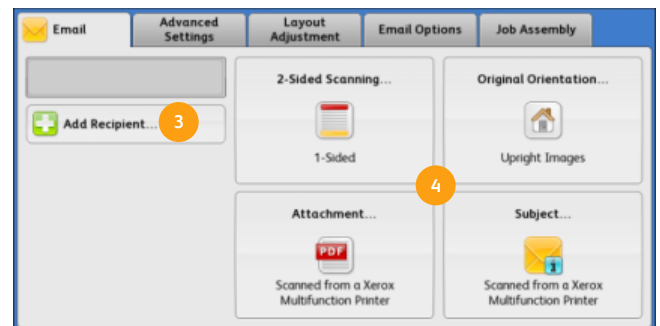 Email
Advanced
Settings
Layout
Adjustment
Email Options
Job Assembly
Add Recipient...
3
2-Sided Scanning...
1-Sided
Original Orientation...
Upright Images
4
Attachment...
PDF
Scanned from a Xerox
Multifunction Printer
Subject...
i
Scanned from a Xerox
Multifunction Printer